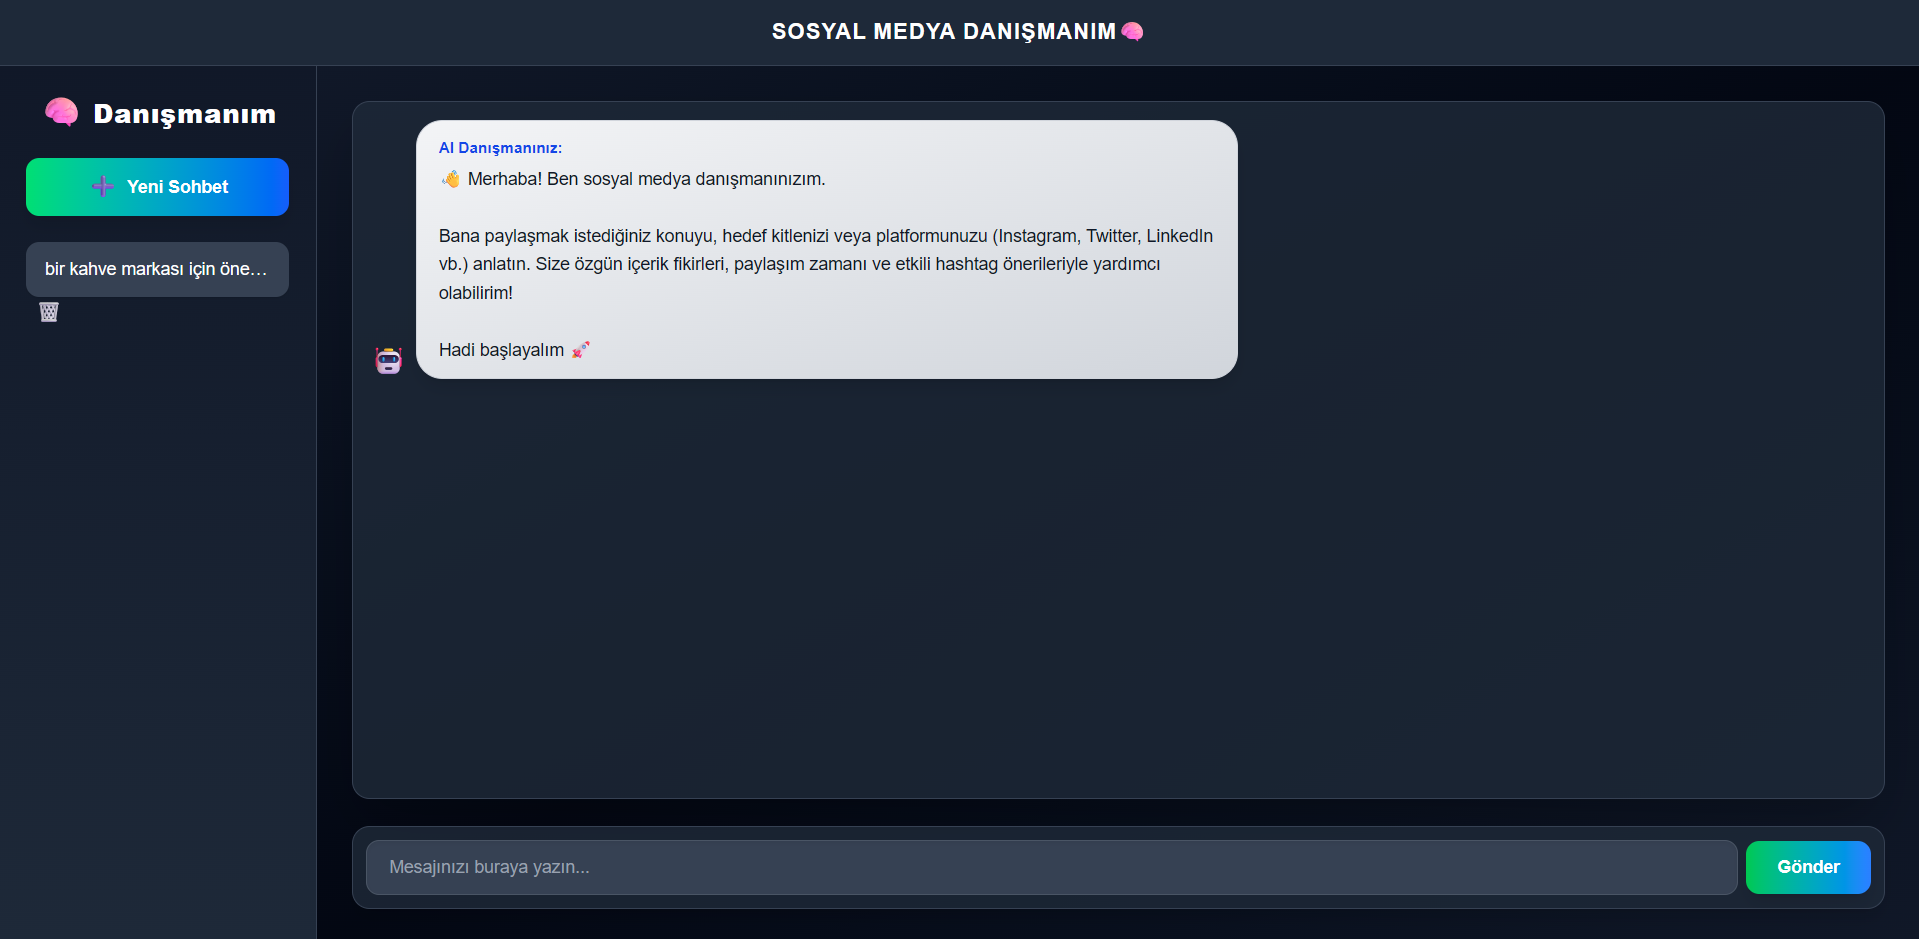 SOSYAL MEDYA DANIŞMANIM🧠
🧠 Danışmanım
➕ Yeni Sohbet
bir kahve markası için öne...
🗑️
AI Danışmanınız:
👋 Merhaba! Ben sosyal medya danışmanınızım.
Bana paylaşmak istediğiniz konuyu, hedef kitlenizi veya platformunuzu (Instagram, Twitter, LinkedIn
vb.) anlatın. Size özgün içerik fikirleri, paylaşım zamanı ve etkili hashtag önerileriyle yardımcı
olabilirim!
Hadi başlayalım 🚀
Mesajınızı buraya yazın...
Gönder